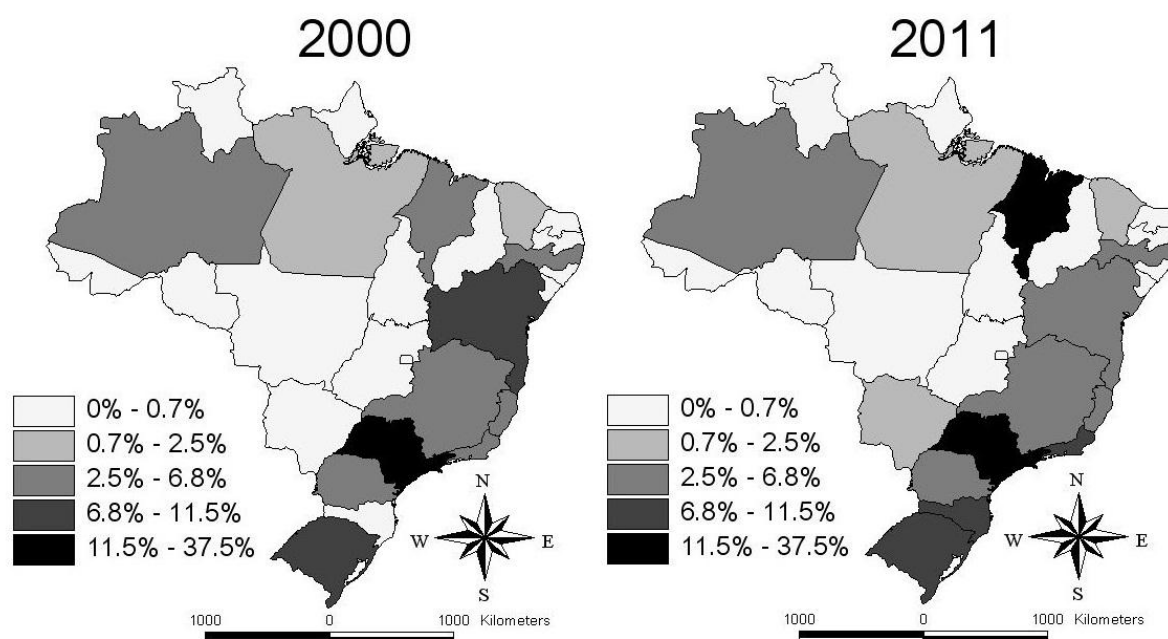 2000
0% - 0.7%
0.7% - 2.5%
2.5% - 6.8%
6.8% - 11.5%
11.5% - 37.5%
N
W
E
S
1000
0
1000 Kilometers
2011
0% - 0.7%
0.7% - 2.5%
2.5% - 6.8%
6.8% - 11.5%
11.5% - 37.5%
N
W
E
S
1000
0
1000 Kilometers